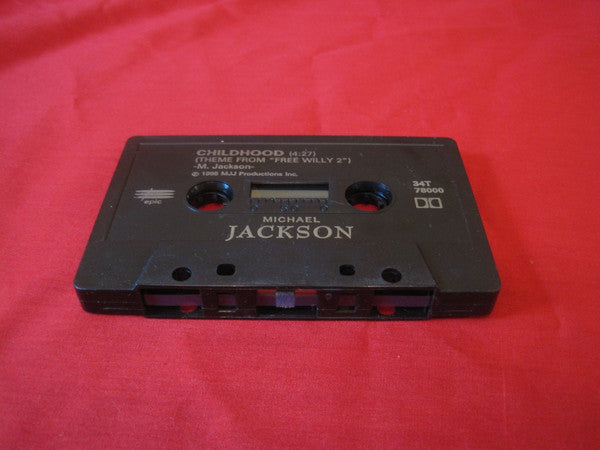 CHILDHOOD (4:27)
(THEME FROM "FREE WILLY 2")
-M. Jackson-
℗ 1995 MJJ Productions Inc.
epic
34T
78000
MICHAEL
JACKSON